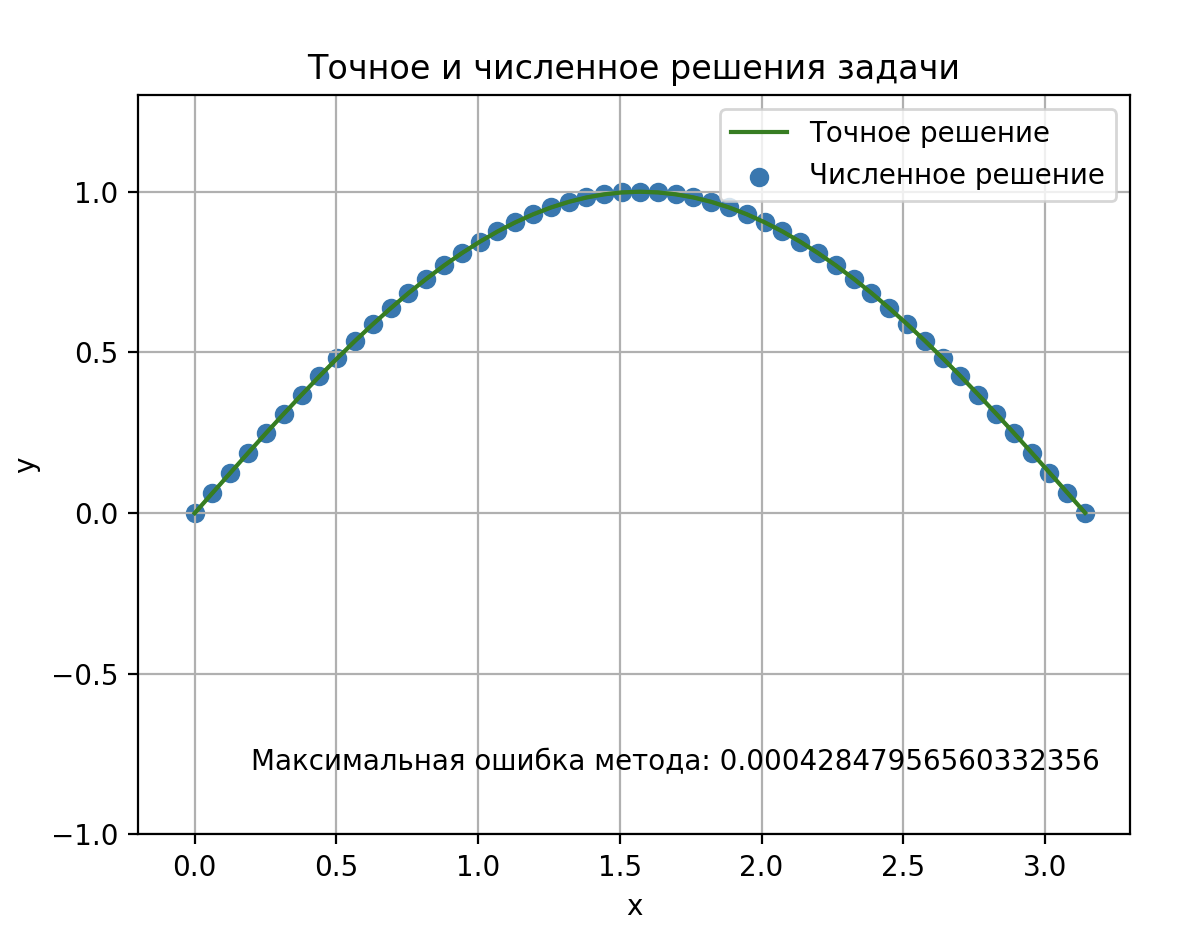 Точное и численное решения задачи
Точное решение
Численное решение
1.0
0.5
0.0
−0.5
−1.0
y
Максимальная ошибка метода: 0.00042847956560332356
0.0 0.5 1.0 1.5 2.0 2.5 3.0
x